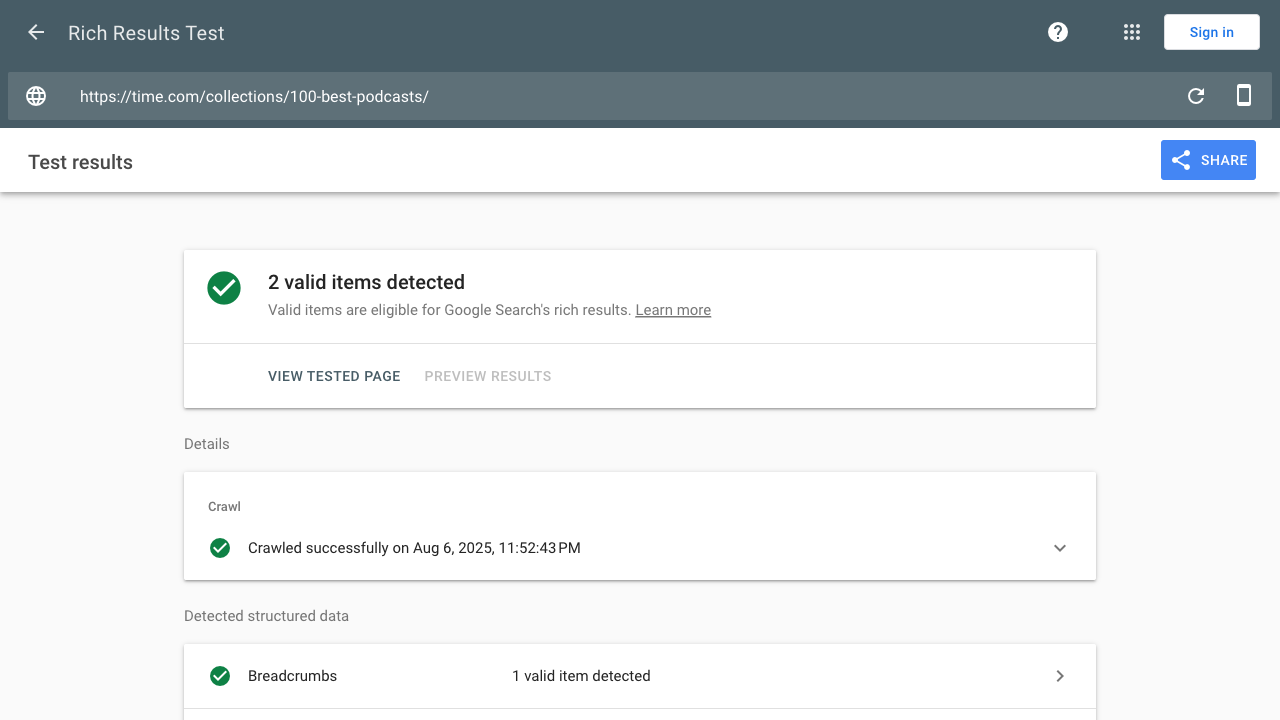 Rich Results Test
Sign in
https://time.com/collections/100-best-podcasts/
Test results
SHARE
2 valid items detected
Valid items are eligible for Google Search's rich results. Learn more
VIEW TESTED PAGE PREVIEW RESULTS
Details
Crawl
Crawled successfully on Aug 6, 2025, 11:52:43 PM
Detected structured data
Breadcrumbs 1 valid item detected